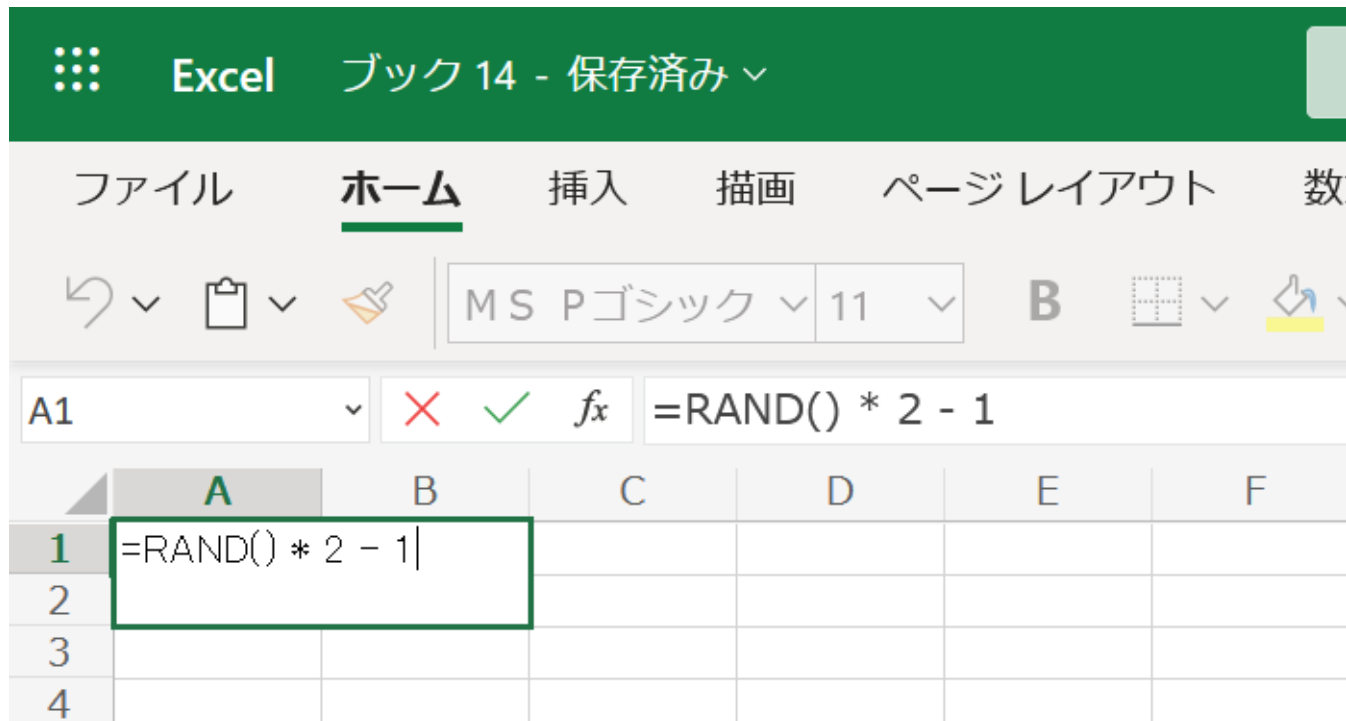 Excel ブック 14 - 保存済み
ファイル ホーム 挿入 描画 ページ レイアウト 数
ＭＳ Ｐゴシック 11 B
A1 fx =RAND() * 2 - 1
A B C D E F
1 =RAND() * 2 - 1
2
3
4